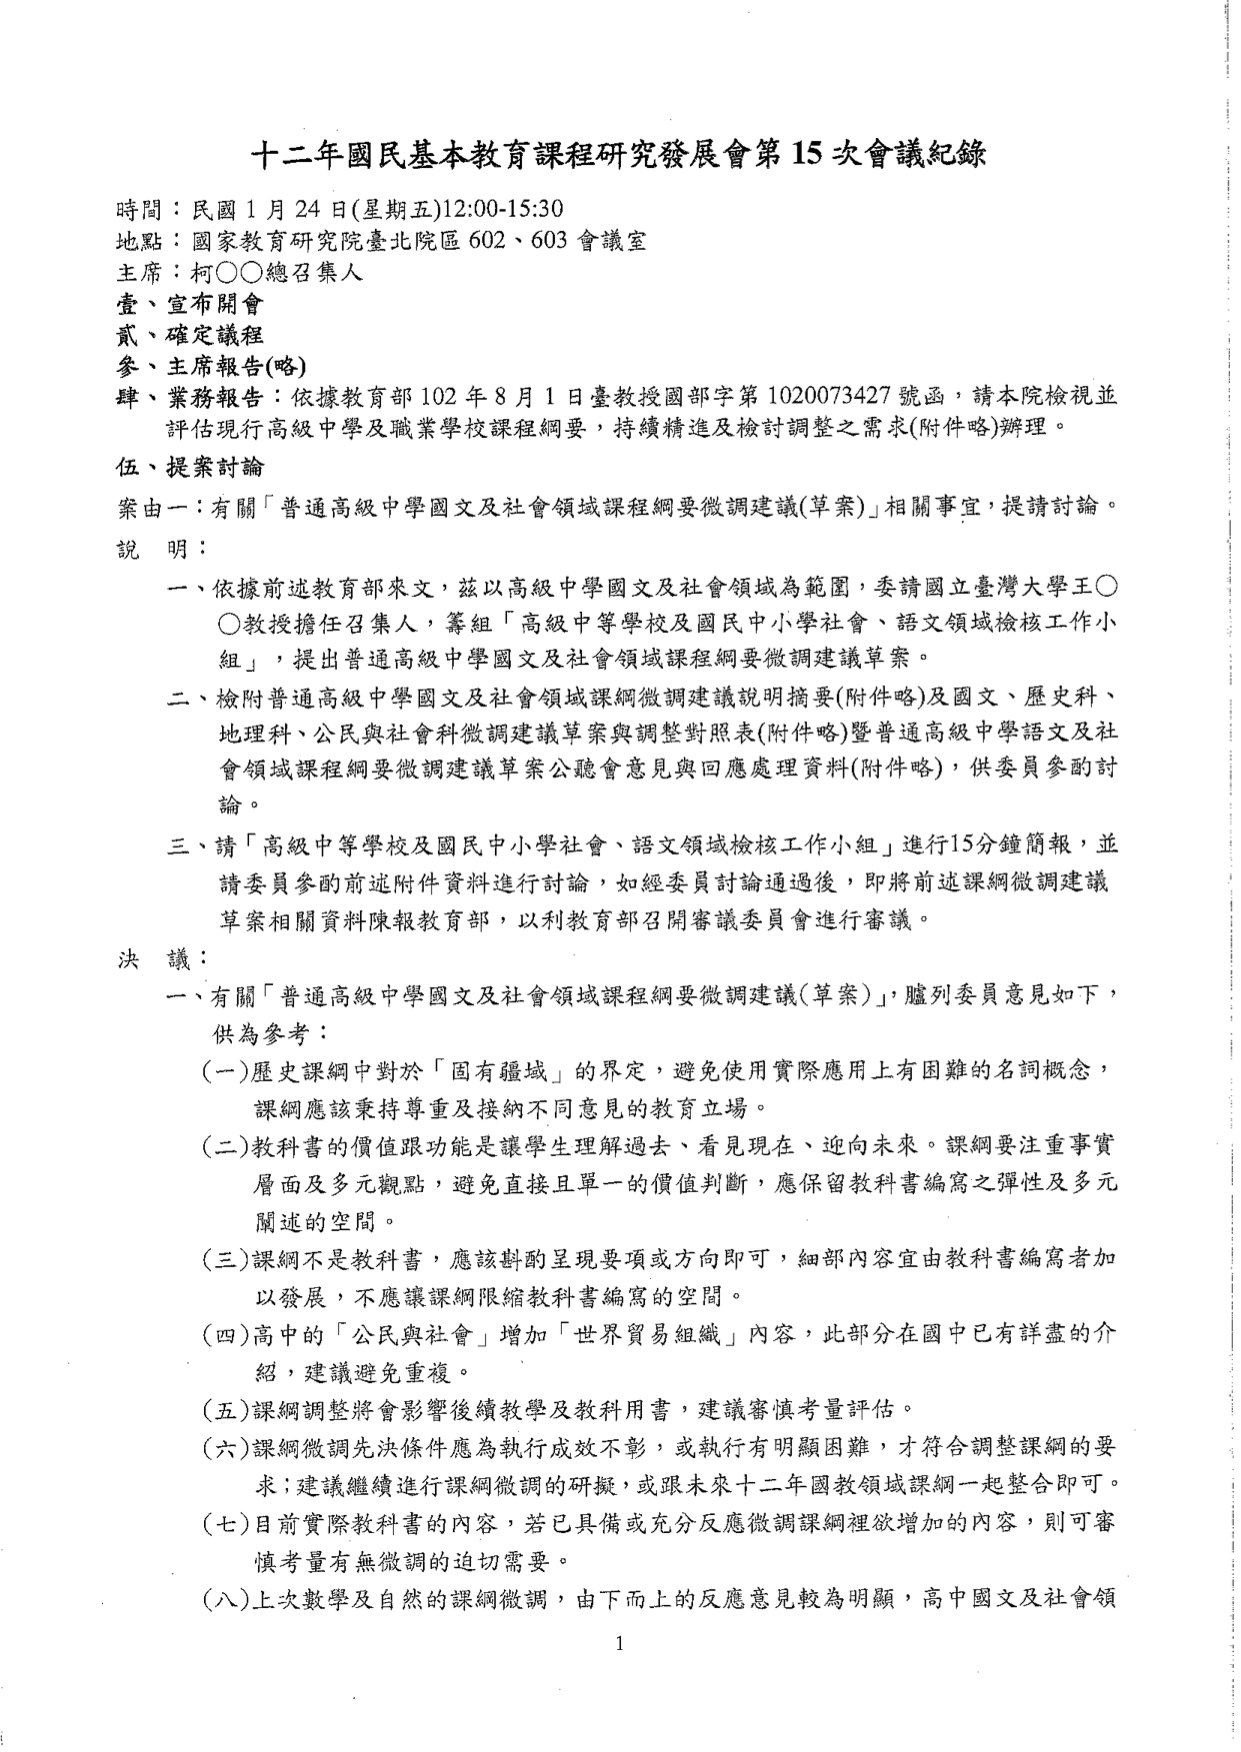 十二年國民基本教育課程研究發展會第 15 次會議紀錄
時間：民國 1 月 24 日(星期五)12:00-15:30
地點：國家教育研究院臺北院區 602、603 會議室
主席：柯〇〇總召集人
壹、宣布開會
貳、確定議程
參、主席報告(略)
肆、業務報告：依據教育部 102 年 8 月 1 日臺教授國部字第 1020073427 號函，請本院檢視並
評估現行高級中學及職業學校課程綱要，持續精進及檢討調整之需求(附件略)辦理。
伍、提案討論
案由一：有關「普通高級中學國文及社會領域課程綱要微調建議(草案)」相關事宜，提請討論。
說　明：
一、依據前述教育部來文，茲以高級中學國文及社會領域為範圍，委請國立臺灣大學王〇
〇教授擔任召集人，籌組「高級中等學校及國民中小學社會、語文領域檢核工作小
組」，提出普通高級中學國文及社會領域課程綱要微調建議草案。
二、檢附普通高級中學國文及社會領域課綱微調建議說明摘要(附件略)及國文、歷史科、
地理科、公民與社會科微調建議草案與調整對照表(附件略)暨普通高級中學語文及社
會領域課程綱要微調建議草案公聽會意見與回應處理資料(附件略)，供委員參酌討
論。
三、請「高級中等學校及國民中小學社會、語文領域檢核工作小組」進行15分鐘簡報，並
請委員參酌前述附件資料進行討論，如經委員討論通過後，即將前述課綱微調建議
草案相關資料陳報教育部，以利教育部召開審議委員會進行審議。
決　議：
一、有關「普通高級中學國文及社會領域課程綱要微調建議(草案)」，臚列委員意見如下，
供為參考：
(一)歷史課綱中對於「固有疆域」的界定，避免使用實際應用上有困難的名詞概念，
課綱應該秉持尊重及接納不同意見的教育立場。
(二)教科書的價值跟功能是讓學生理解過去、看見現在、迎向未來。課綱要注重事實
層面及多元觀點，避免直接且單一的價值判斷，應保留教科書編寫之彈性及多元
闡述的空間。
(三)課綱不是教科書，應該斟酌呈現要項或方向即可，細部內容宜由教科書編寫者加
以發展，不應讓課綱限縮教科書編寫的空間。
(四)高中的「公民與社會」增加「世界貿易組織」內容，此部分在國中已有詳盡的介
紹，建議避免重複。
(五)課綱調整將會影響後續教學及教科用書，建議審慎考量評估。
(六)課綱微調先決條件應為執行成效不彰，或執行有明顯困難，才符合調整課綱的要
求；建議繼續進行課綱微調的研擬，或跟未來十二年國教領域課綱一起整合即可。
(七)目前實際教科書的內容，若已具備或充分反應微調課綱裡欲增加的內容，則可審
慎考量有無微調的迫切需要。
(八)上次數學及自然的課綱微調，由下而上的反應意見較為明顯，高中國文及社會領
1